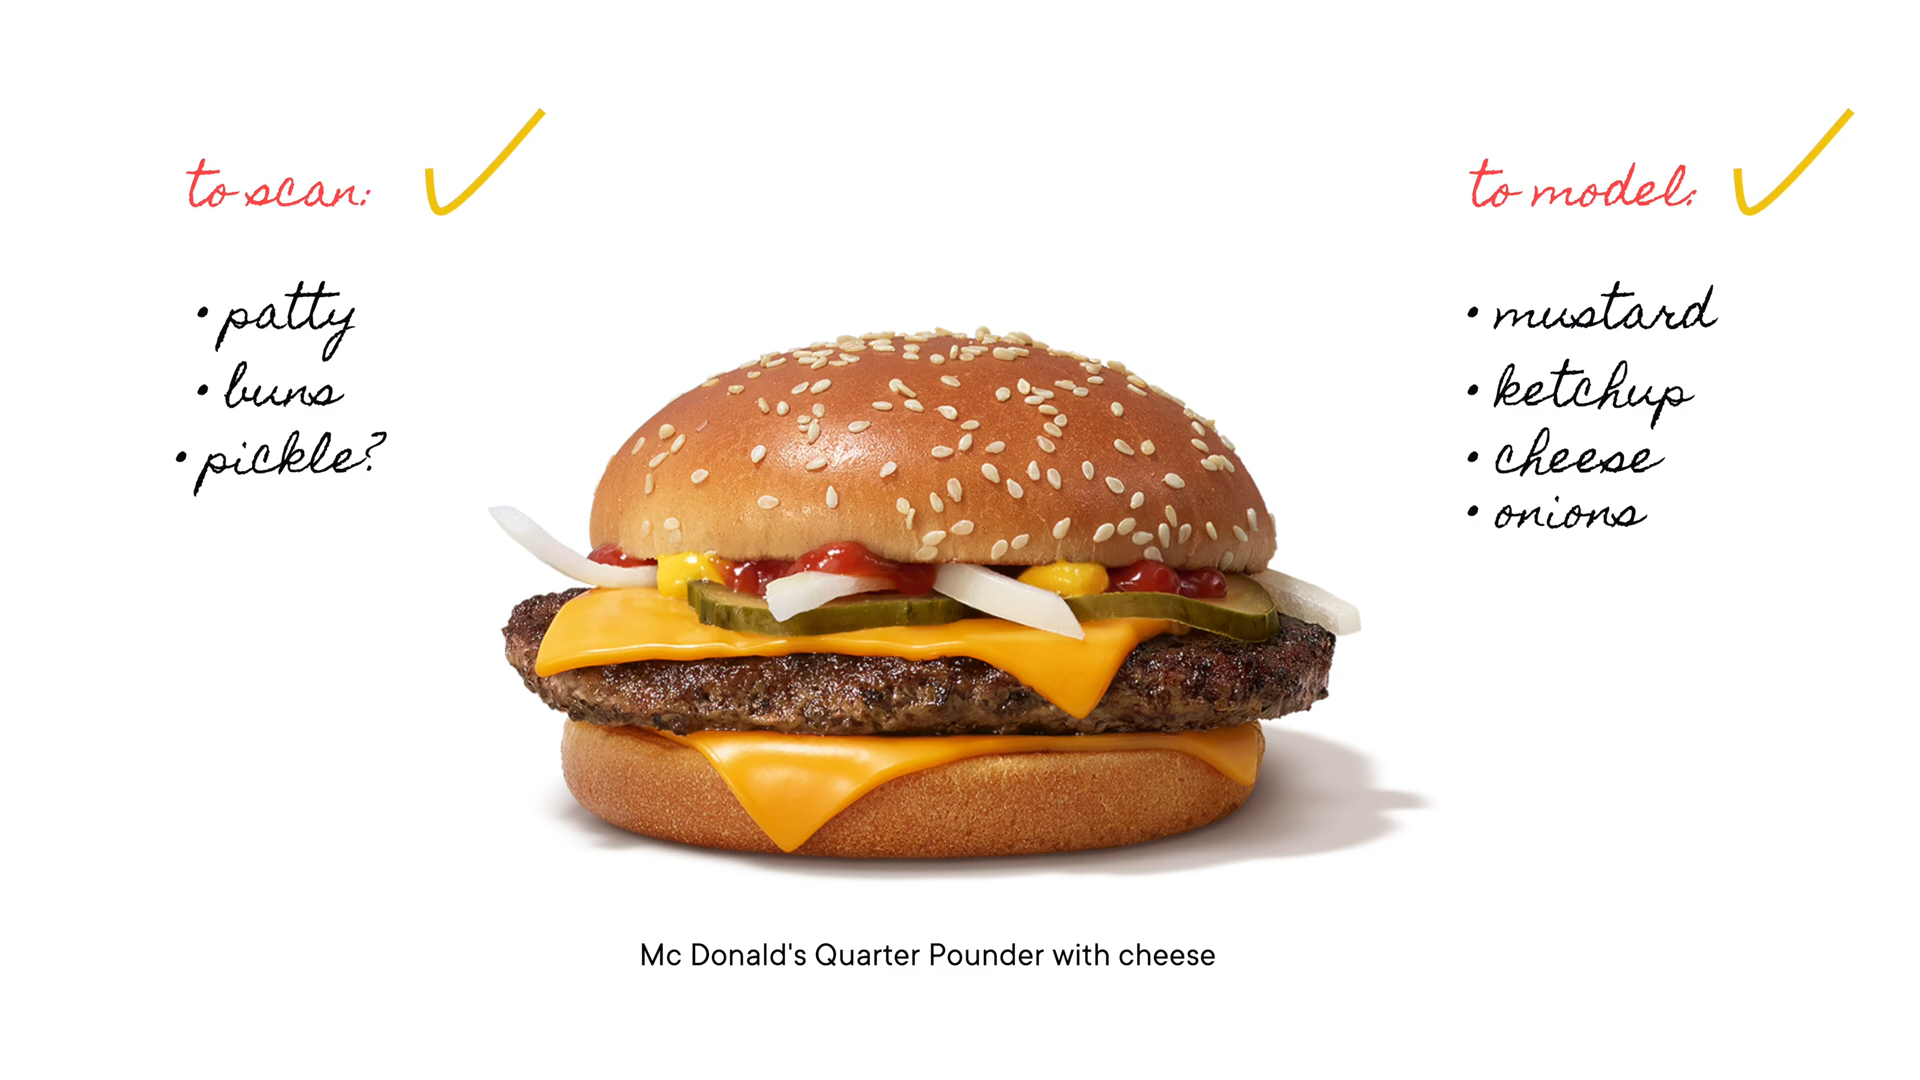 to scan:
• patty
• buns
• pickle?
to model:
• mustard
• ketchup
• cheese
• onions
Mc Donald's Quarter Pounder with cheese